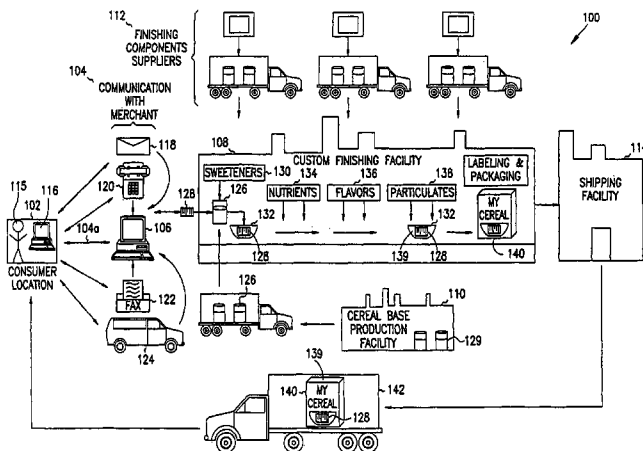 112
FINISHING
COMPONENTS
SUPPLIERS
100
104
COMMUNICATION
WITH
MERCHANT
118
120
115
102
116
104a
106
CONSUMER
LOCATION
FAX
122
124
108
CUSTOM FINISHING FACILITY
SWEETENERS
130
126
128
132
128
NUTRIENTS
134
FLAVORS
136
PARTICULATES
138
132
139
128
LABELING &
PACKAGING
MY
CEREAL
140
114
SHIPPING
FACILITY
126
110
CEREAL BASE
PRODUCTION
FACILITY
129
139
140
MY
CEREAL
128
142